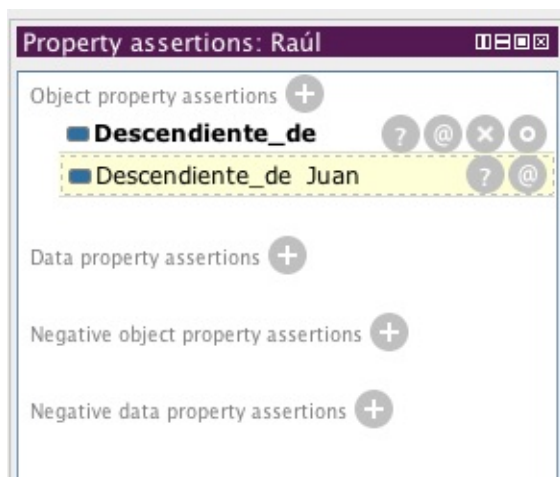 Property assertions: Raúl
Object property assertions
Descendiente_de
Descendiente_de Juan
Data property assertions
Negative object property assertions
Negative data property assertions